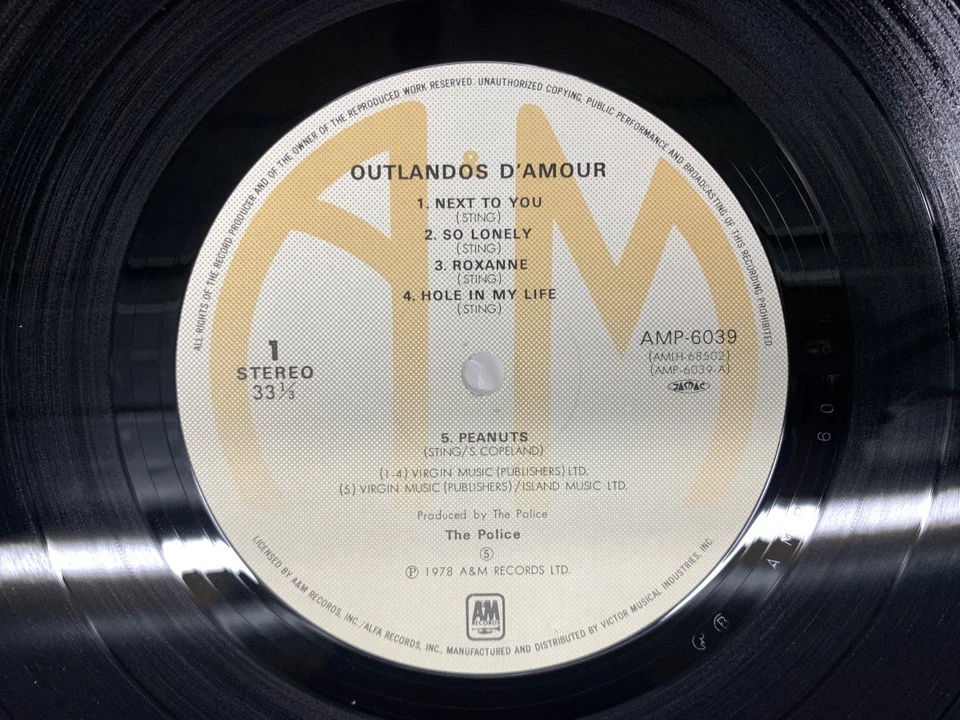 ALL RIGHTS OF THE RECORD PRODUCER AND OF THE OWNER OF THE REPRODUCED WORK RESERVED. UNAUTHORIZED COPYING, PUBLIC PERFORMANCE AND BROADCASTING OF THIS RECORDING PROHIBITED
A&M
OUTLANDOS D'AMOUR
1. NEXT TO YOU
(STING)
2. SO LONELY
(STING)
3. ROXANNE
(STING)
4. HOLE IN MY LIFE
(STING)
1
STEREO
33 1/3
AMP-6039
(AMLH-68502)
(AMP-6039-A)
JASRAC
5. PEANUTS
(STING/S. COPELAND)
(1-4) VIRGIN MUSIC (PUBLISHERS) LTD.
(5) VIRGIN MUSIC (PUBLISHERS)/ISLAND MUSIC LTD.
Produced by The Police
The Police
Ⓢ
℗ 1978 A&M RECORDS LTD.
A&M
RECORDS
LICENSED BY A&M RECORDS, INC./ALFA RECORDS, INC., MANUFACTURED AND DISTRIBUTED BY VICTOR MUSICAL INDUSTRIES, INC.